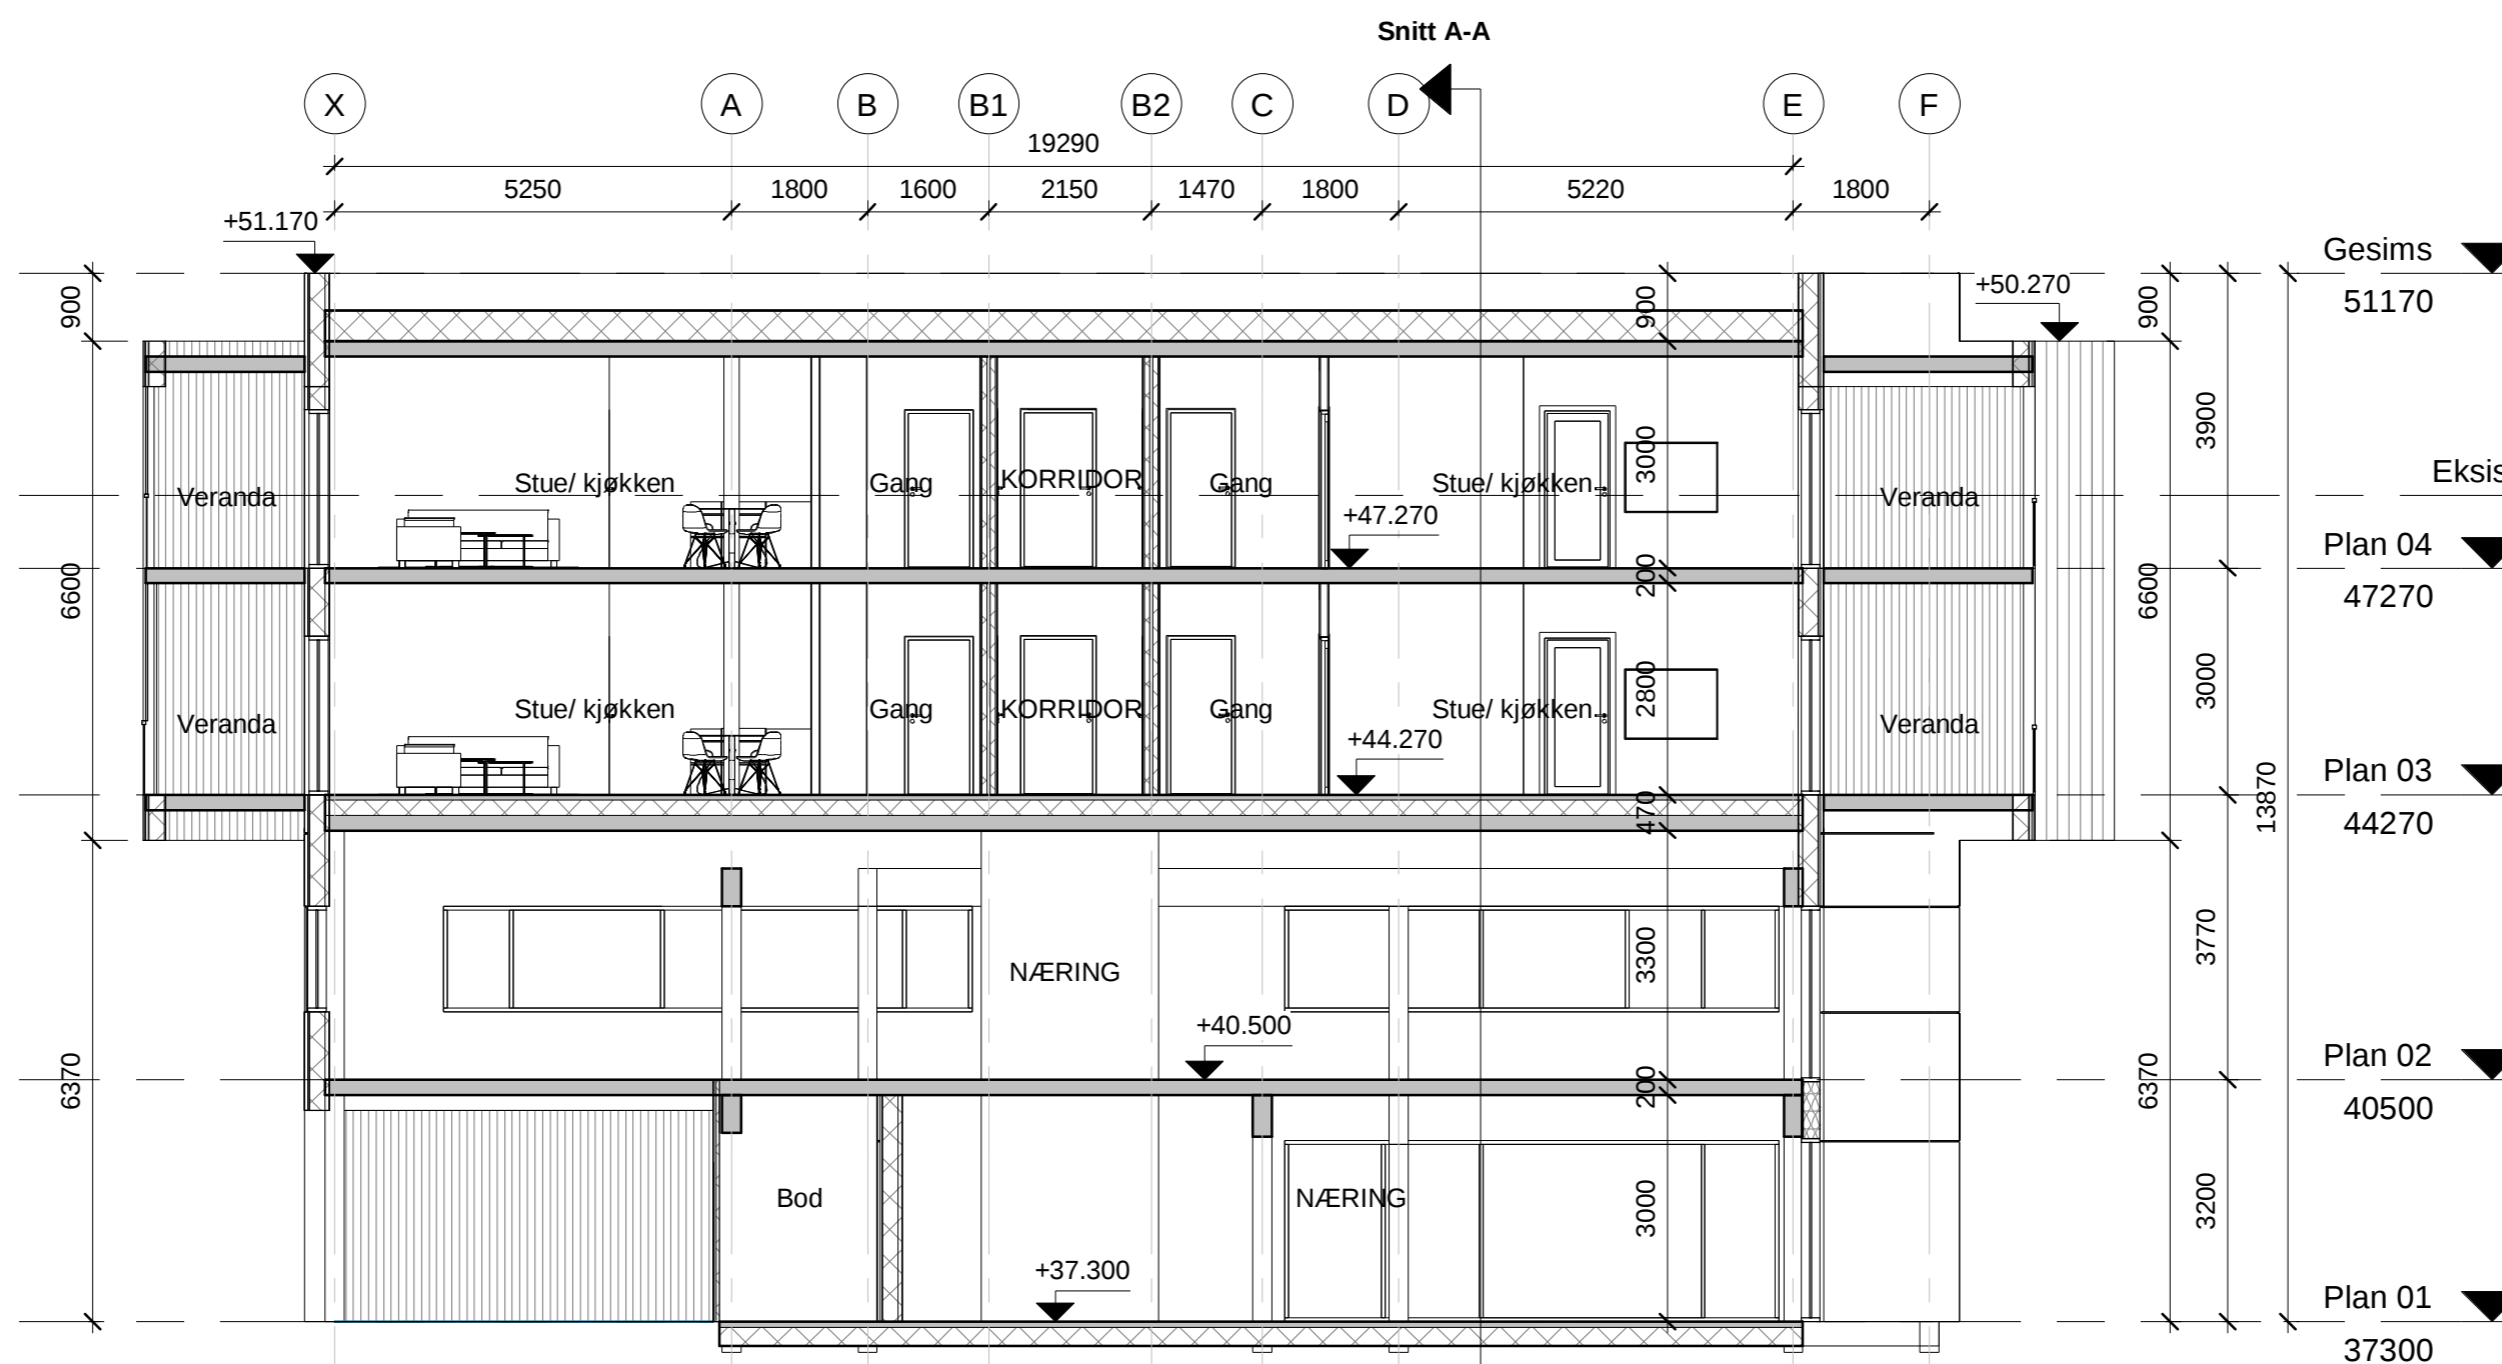 Snitt A-A
X A B B1 B2 C D E F
19290
5250 1800 1600 2150 1470 1800 5220 1800
+51.170
Gesims
51170
+50.270
900 900 900
3900
Stue/ kjøkken Gang KORRIDOR Gang Stue/ kjøkken 3000
Veranda Veranda
Eksis
+47.270
Plan 04
47270
6600 200 6600
Stue/ kjøkken Gang KORRIDOR Gang Stue/ kjøkken 2800
Veranda Veranda
3000
+44.270
Plan 03
44270
470
13870
NÆRING
3300
3770
+40.500
Plan 02
40500
6370 200 6370
Bod NÆRING 3000
3200
+37.300
Plan 01
37300